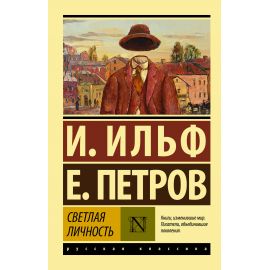 И. ИЛЬФ
Е. ПЕТРОВ
СВЕТЛАЯ
ЛИЧНОСТЬ
N
Книги, изменившие мир.
Писатели, объединившие
поколения.
русская классика